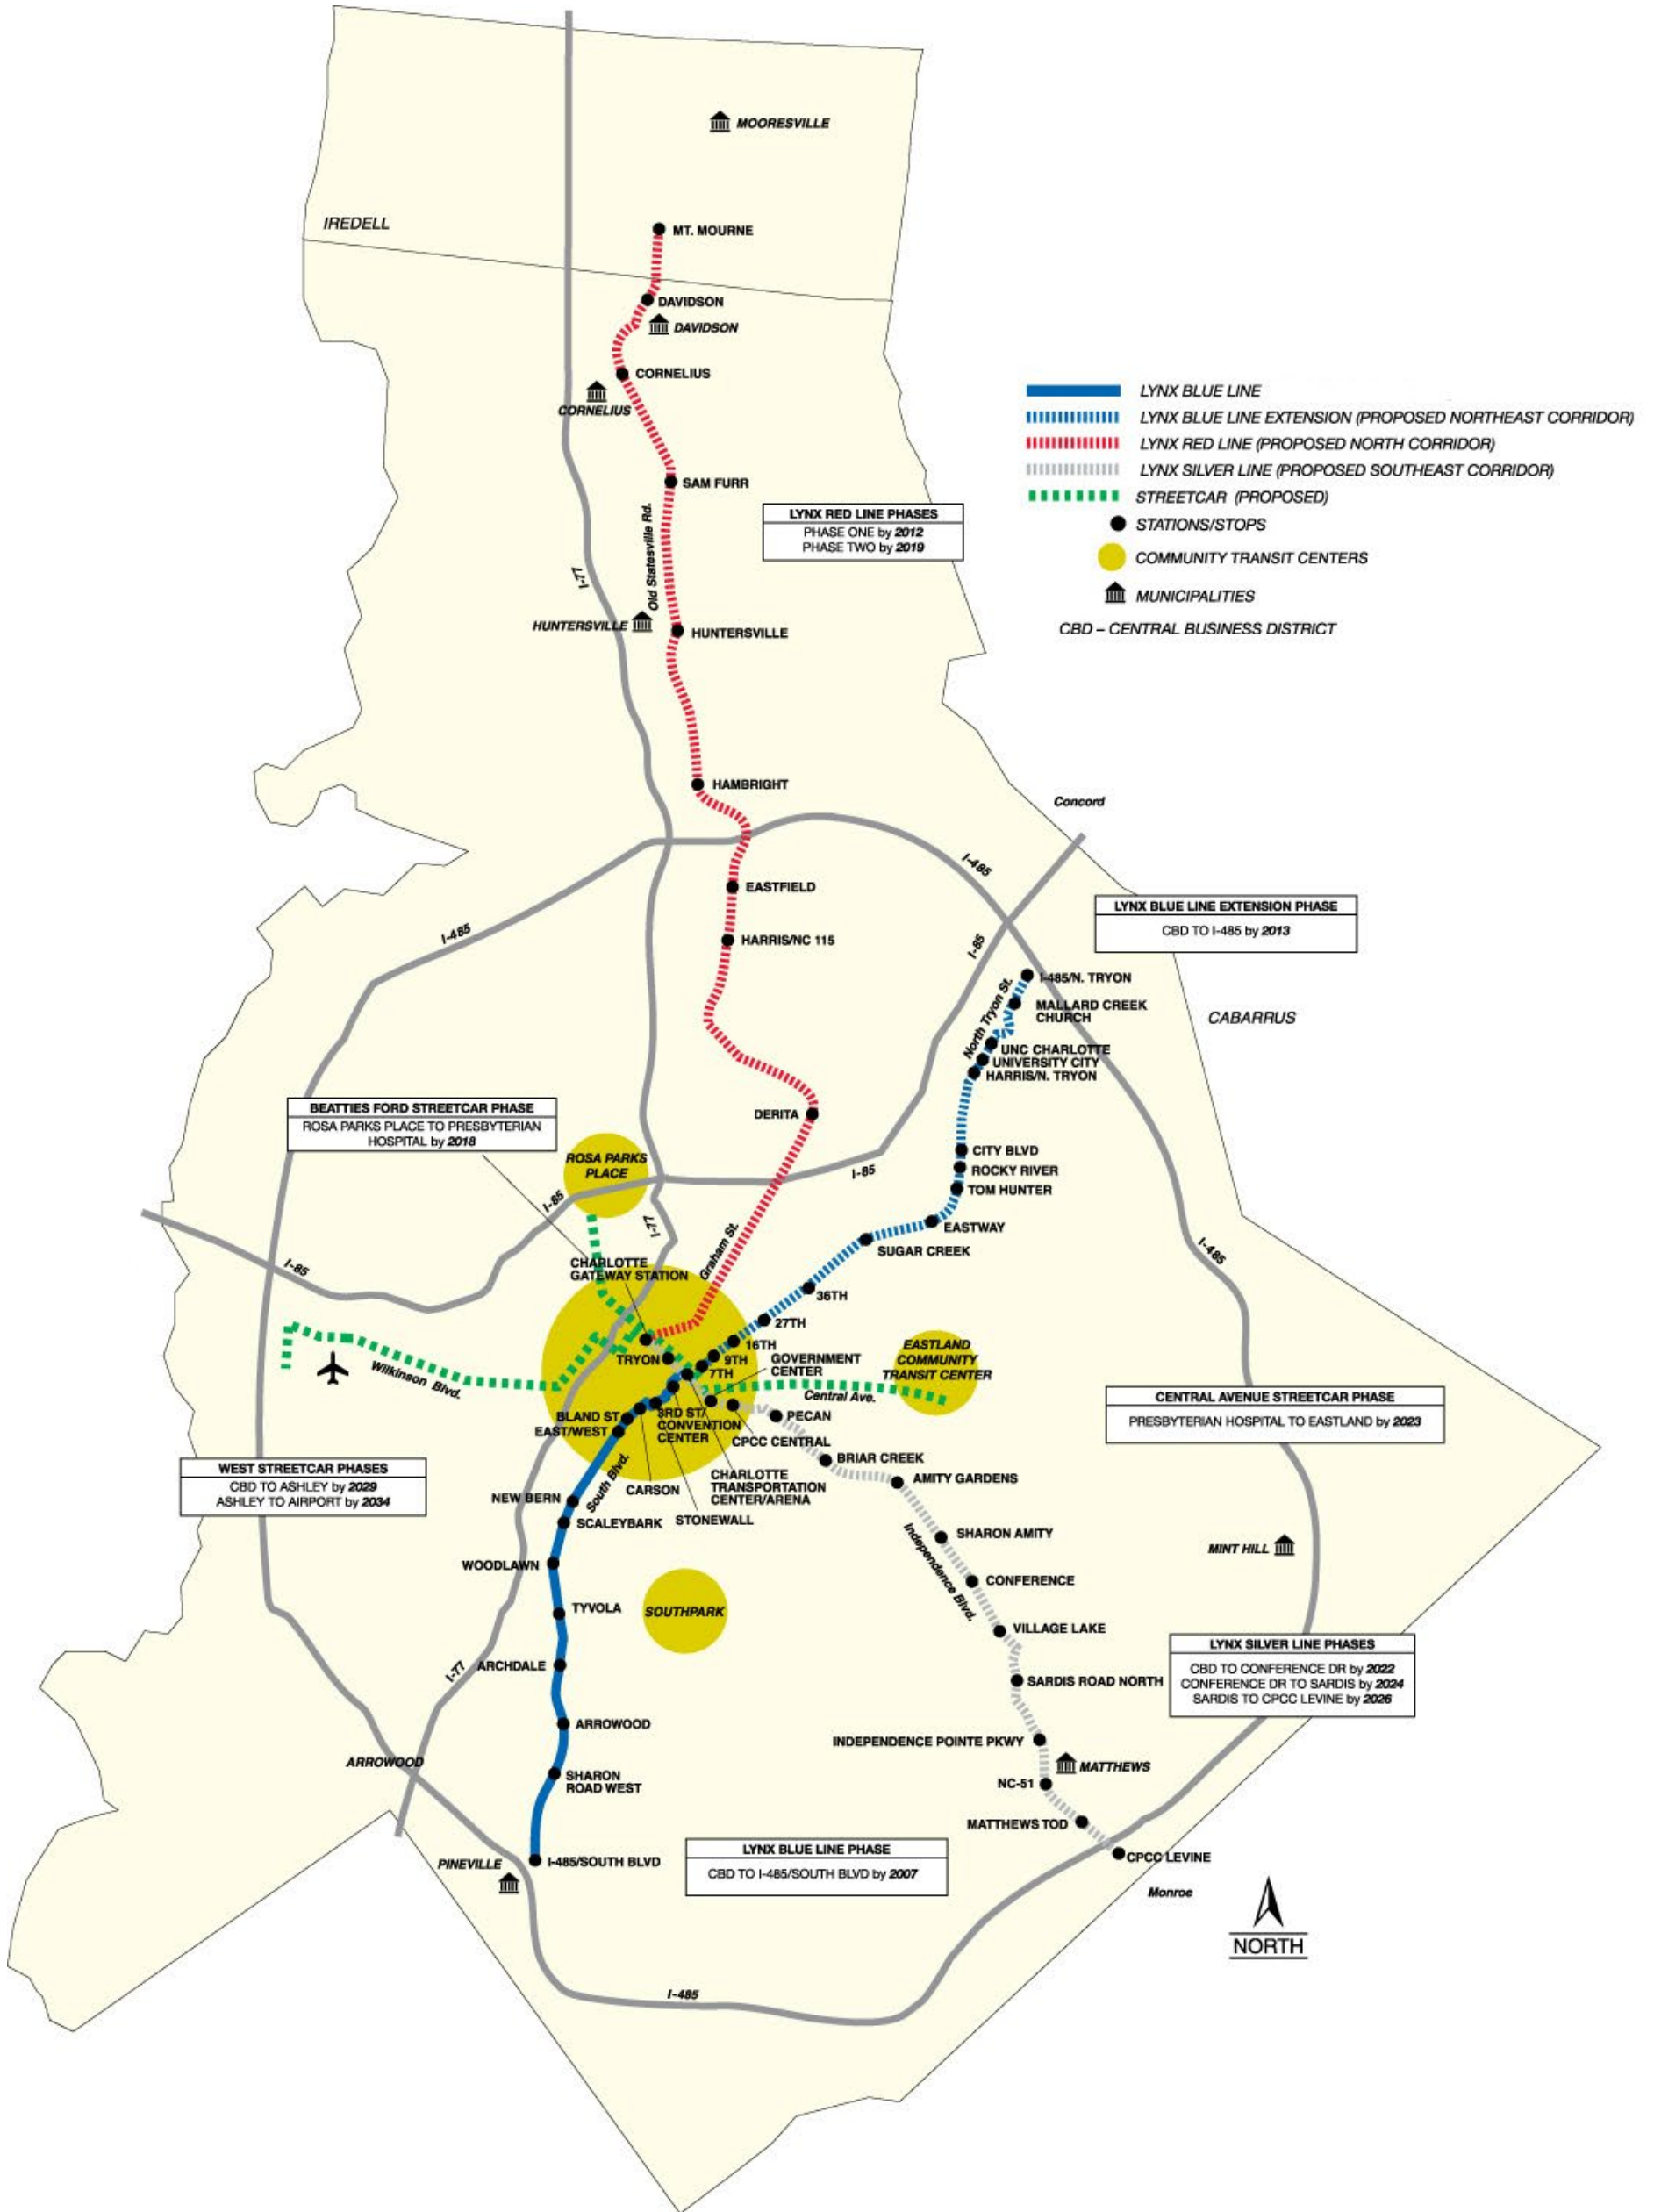 MOORESVILLE
IREDELL
MT. MOURNE
DAVIDSON
DAVIDSON
CORNELIUS
CORNELIUS
LYNX BLUE LINE
LYNX BLUE LINE EXTENSION (PROPOSED NORTHEAST CORRIDOR)
LYNX RED LINE (PROPOSED NORTH CORRIDOR)
LYNX SILVER LINE (PROPOSED SOUTHEAST CORRIDOR)
STREETCAR (PROPOSED)
STATIONS/STOPS
COMMUNITY TRANSIT CENTERS
MUNICIPALITIES
CBD – CENTRAL BUSINESS DISTRICT
SAM FURR
LYNX RED LINE PHASES
PHASE ONE by 2012
PHASE TWO by 2019
Old Statesville Rd.
I-77
HUNTERSVILLE
HUNTERSVILLE
HAMBRIGHT
Concord
I-485
EASTFIELD
I-485
HARRIS/NC 115
I-85
LYNX BLUE LINE EXTENSION PHASE
CBD TO I-485 by 2013
I-485/N. TRYON
North Tryon St.
MALLARD CREEK
CHURCH
CABARRUS
UNC CHARLOTTE
UNIVERSITY CITY
HARRIS/N. TRYON
BEATTIES FORD STREETCAR PHASE
ROSA PARKS PLACE TO PRESBYTERIAN
HOSPITAL by 2018
DERITA
ROSA PARKS
PLACE
I-85
CITY BLVD
ROCKY RIVER
TOM HUNTER
I-85
I-77
EASTWAY
SUGAR CREEK
Graham St.
I-485
I-85
CHARLOTTE
GATEWAY STATION
36TH
27TH
16TH
TRYON
9TH
7TH
GOVERNMENT
CENTER
EASTLAND
COMMUNITY
TRANSIT CENTER
Wilkinson Blvd.
Central Ave.
CENTRAL AVENUE STREETCAR PHASE
PRESBYTERIAN HOSPITAL TO EASTLAND by 2023
BLAND ST
EAST/WEST
3RD ST/
CONVENTION
CENTER
PECAN
CPCC CENTRAL
BRIAR CREEK
WEST STREETCAR PHASES
CBD TO ASHLEY by 2029
ASHLEY TO AIRPORT by 2034
South Blvd.
CARSON
CHARLOTTE
TRANSPORTATION
CENTER/ARENA
AMITY GARDENS
NEW BERN
SCALEYBARK
STONEWALL
SHARON AMITY
Independence Blvd.
MINT HILL
WOODLAWN
CONFERENCE
TYVOLA
SOUTHPARK
VILLAGE LAKE
LYNX SILVER LINE PHASES
CBD TO CONFERENCE DR by 2022
CONFERENCE DR TO SARDIS by 2024
SARDIS TO CPCC LEVINE by 2026
I-77
ARCHDALE
SARDIS ROAD NORTH
ARROWOOD
INDEPENDENCE POINTE PKWY
ARROWOOD
MATTHEWS
SHARON
ROAD WEST
NC-51
MATTHEWS TOD
LYNX BLUE LINE PHASE
CBD TO I-485/SOUTH BLVD by 2007
PINEVILLE
I-485/SOUTH BLVD
CPCC LEVINE
Monroe
NORTH
I-485